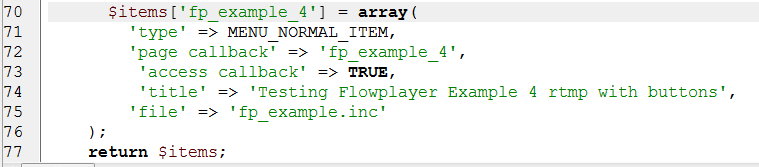 70 $items['fp_example_4'] = array(
71 'type' => MENU_NORMAL_ITEM,
72 'page callback' => 'fp_example_4',
73 'access callback' => TRUE,
74 'title' => 'Testing Flowplayer Example 4 rtmp with buttons',
75 'file' => 'fp_example.inc'
76 );
77 return $items;